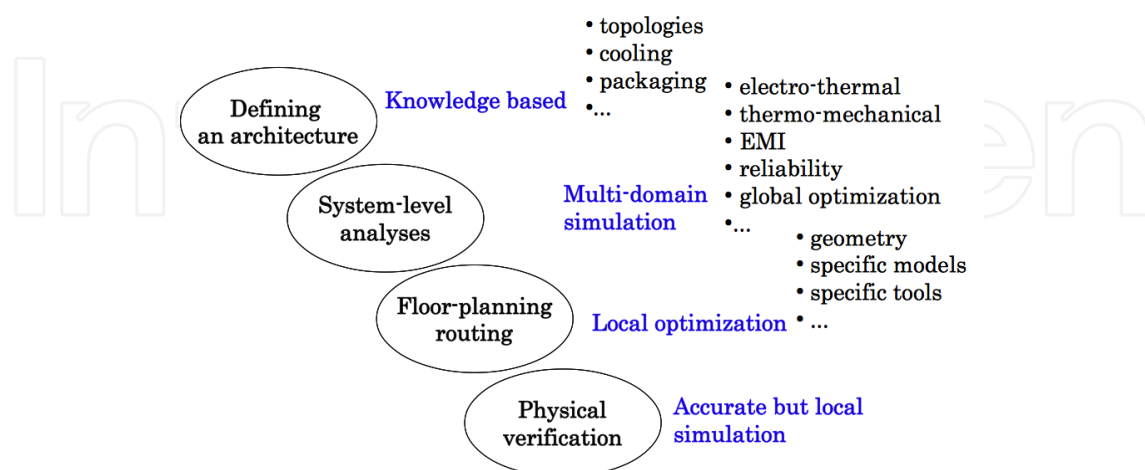 • topologies
• cooling
• packaging
•...
Defining
an architecture
Knowledge based
• electro-thermal
• thermo-mechanical
• EMI
• reliability
• global optimization
•...
System-level
analyses
Multi-domain
simulation
• geometry
• specific models
• specific tools
• ...
Floor-planning
routing
Local optimization
Physical
verification
Accurate but local
simulation